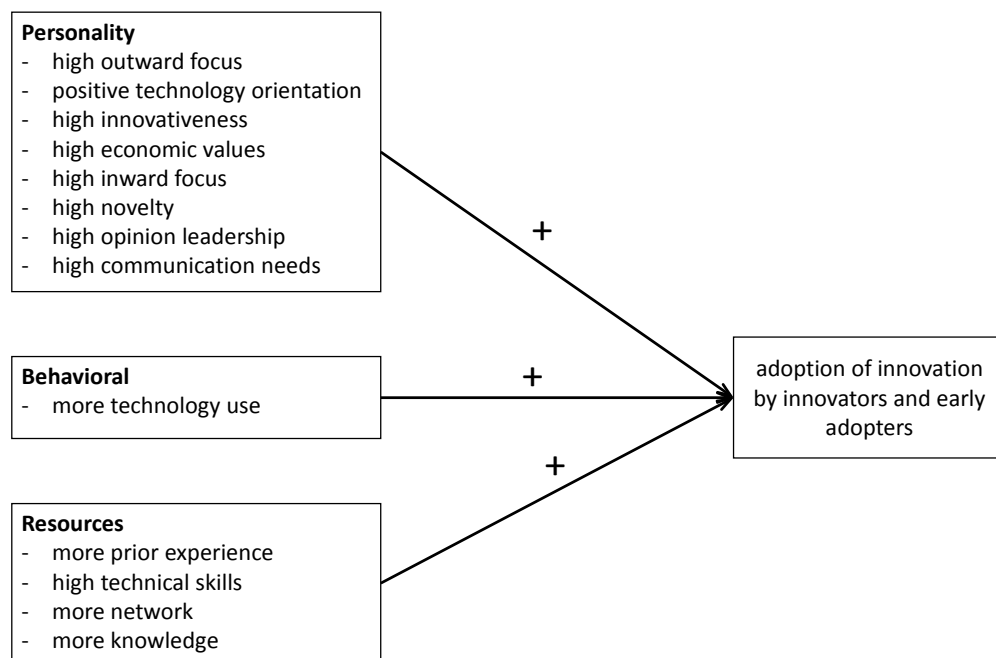 Personality
- high outward focus
- positive technology orientation
- high innovativeness
- high economic values
- high inward focus
- high novelty
- high opinion leadership
- high communication needs
+
Behavioral
- more technology use
+
adoption of innovation
by innovators and early
adopters
+
Resources
- more prior experience
- high technical skills
- more network
- more knowledge